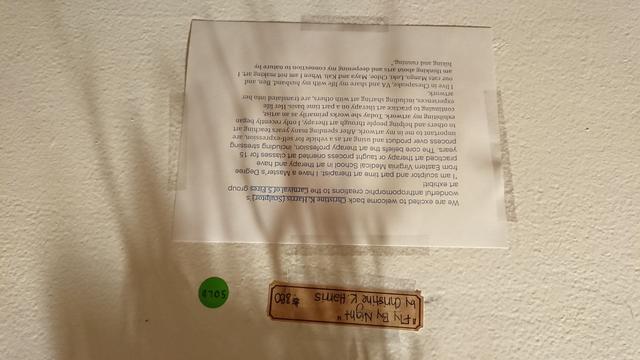 We are excited to welcome back Christine K Harris (Sculptor)'s
wonderful anthropomorphic creations to the Carnival of 5 Fires group
art exhibit!
"I am sculptor and part time art therapist. I have a Master's Degree
from Eastern Virginia Medical School in art therapy and have
practiced art therapy or taught process oriented art classes for 15
years. The core beliefs the art therapy profession, including stressing
process over product and using art as a vehicle for self-expression, are
important to me in my artwork. After spending many years teaching art
to others and helping people through art therapy, I only recently began
exhibiting my artwork. Today she works primarily as an artist,
continuing to practice art therapy on a part time basis. Her life
experiences, including sharing art with others, are translated into her
artwork.
I live in Chesapeake, VA and share my life with my husband, Ben, and
our cats Mango, Loki, Chloe, Maya and Kali. When I am not making art, I
am thinking about arts and deepening my connection to nature by
hiking and running.
"Fly By Night"
by Christine K. Harris $380
SOLD